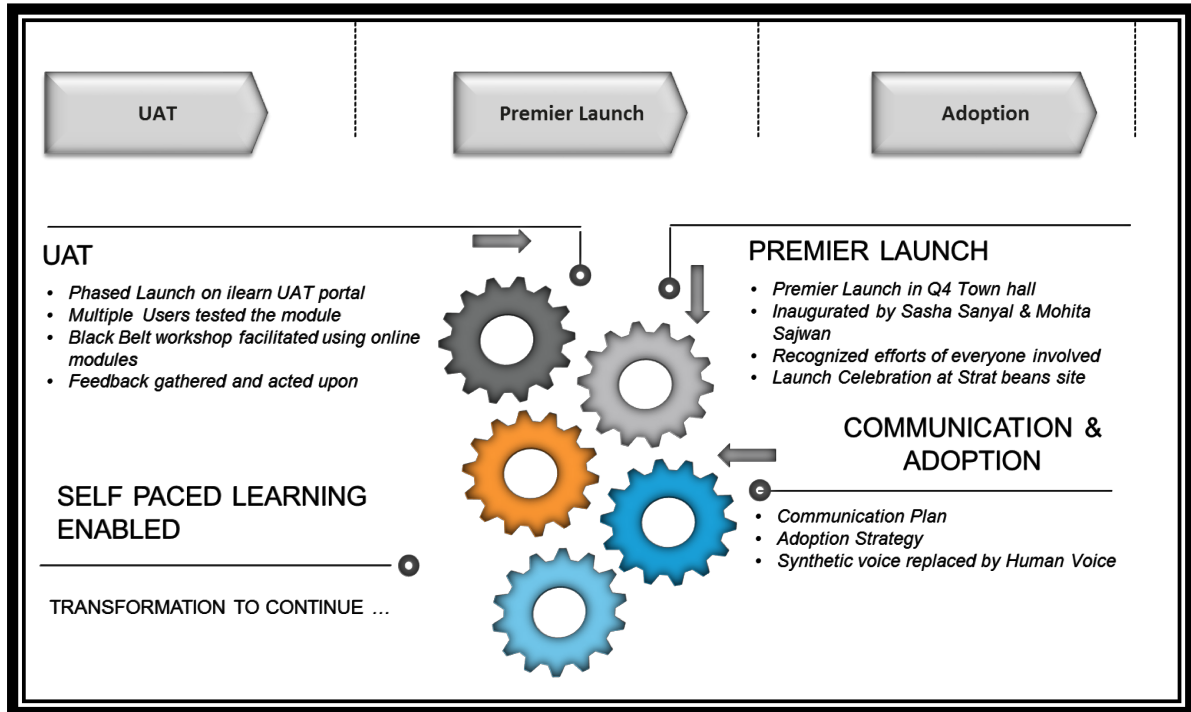 UAT
Premier Launch
Adoption
UAT
• Phased Launch on ilearn UAT portal
• Multiple Users tested the module
• Black Belt workshop facilitated using online
modules
• Feedback gathered and acted upon
PREMIER LAUNCH
• Premier Launch in Q4 Town hall
• Inaugurated by Sasha Sanyal & Mohita
Sajwan
• Recognized efforts of everyone involved
• Launch Celebration at Strat beans site
COMMUNICATION &
ADOPTION
• Communication Plan
• Adoption Strategy
• Synthetic voice replaced by Human Voice
SELF PACED LEARNING
ENABLED
TRANSFORMATION TO CONTINUE ...